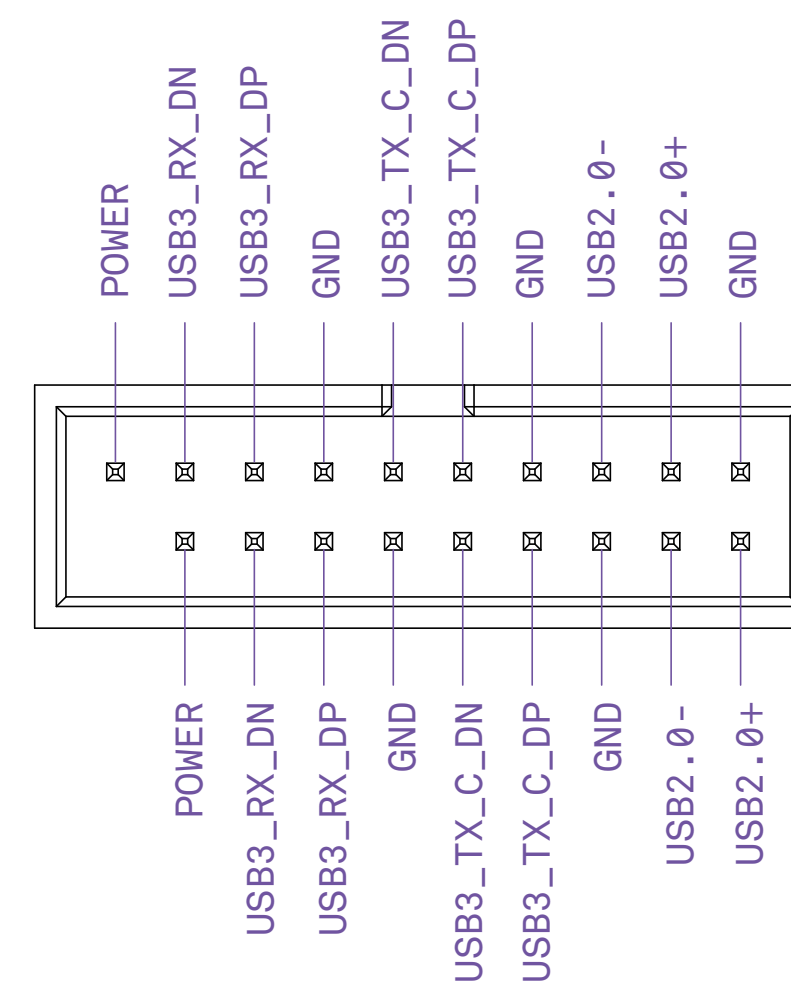 POWER
USB3_RX_DN
USB3_RX_DP
GND
USB3_TX_C_DN
USB3_TX_C_DP
GND
USB2.0-
USB2.0+
GND
POWER
USB3_RX_DN
USB3_RX_DP
GND
USB3_TX_C_DN
USB3_TX_C_DP
GND
USB2.0-
USB2.0+